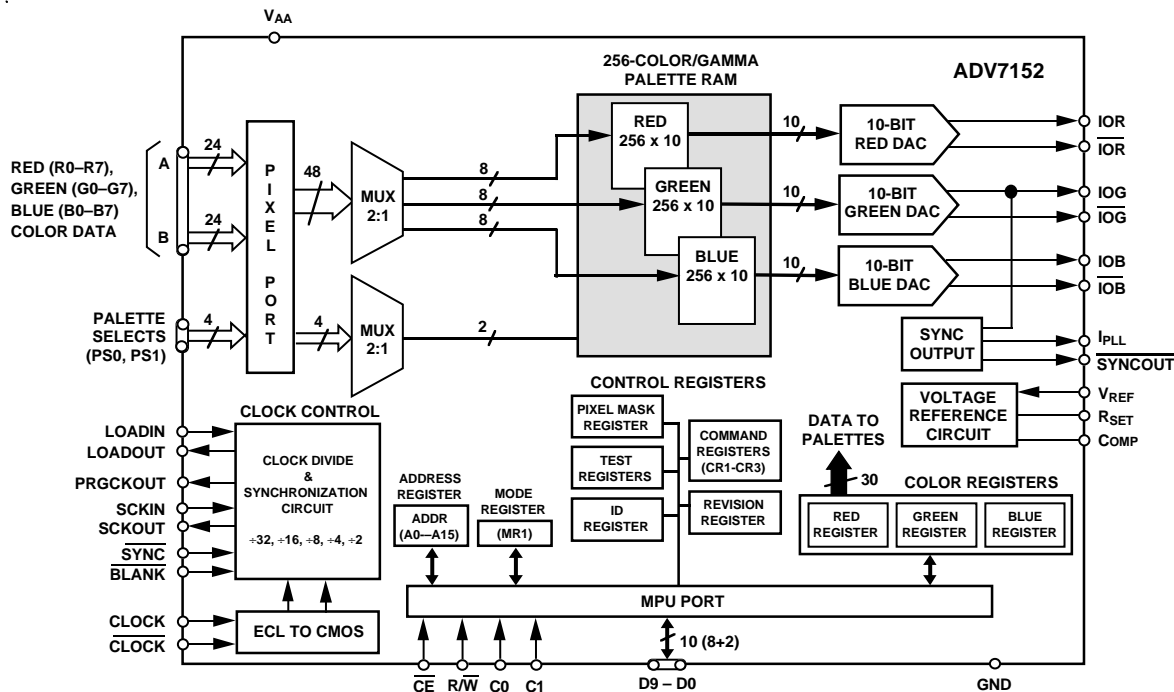 VAA
256-COLOR/GAMMA
PALETTE RAM
ADV7152
RED (R0–R7),
GREEN (G0–G7),
BLUE (B0–B7)
COLOR DATA
A
B
24
24
PIXEL PORT
48
MUX
2:1
8
8
8
RED
256 x 10
GREEN
256 x 10
BLUE
256 x 10
10
10
10
10-BIT
RED DAC
10-BIT
GREEN DAC
10-BIT
BLUE DAC
IOR
IOR
IOG
IOG
IOB
IOB
PALETTE
SELECTS
(PS0, PS1)
4
4
MUX
2:1
2
SYNC
OUTPUT
IPLL
SYNCOUT
VOLTAGE
REFERENCE
CIRCUIT
VREF
RSET
COMP
CLOCK CONTROL
LOADIN
LOADOUT
PRGCKOUT
SCKIN
SCKOUT
SYNC
BLANK
CLOCK DIVIDE
&
SYNCHRONIZATION
CIRCUIT
÷32, ÷16, ÷8, ÷4, ÷2
CLOCK
CLOCK
ECL TO CMOS
CONTROL REGISTERS
PIXEL MASK
REGISTER
TEST
REGISTERS
ID
REGISTER
COMMAND
REGISTERS
(CR1-CR3)
REVISION
REGISTER
ADDRESS
REGISTER
ADDR
(A0–-A15)
MODE
REGISTER
(MR1)
DATA TO
PALETTES
30
COLOR REGISTERS
RED
REGISTER
GREEN
REGISTER
BLUE
REGISTER
MPU PORT
10 (8+2)
CE
R/W
C0
C1
D9 – D0
GND